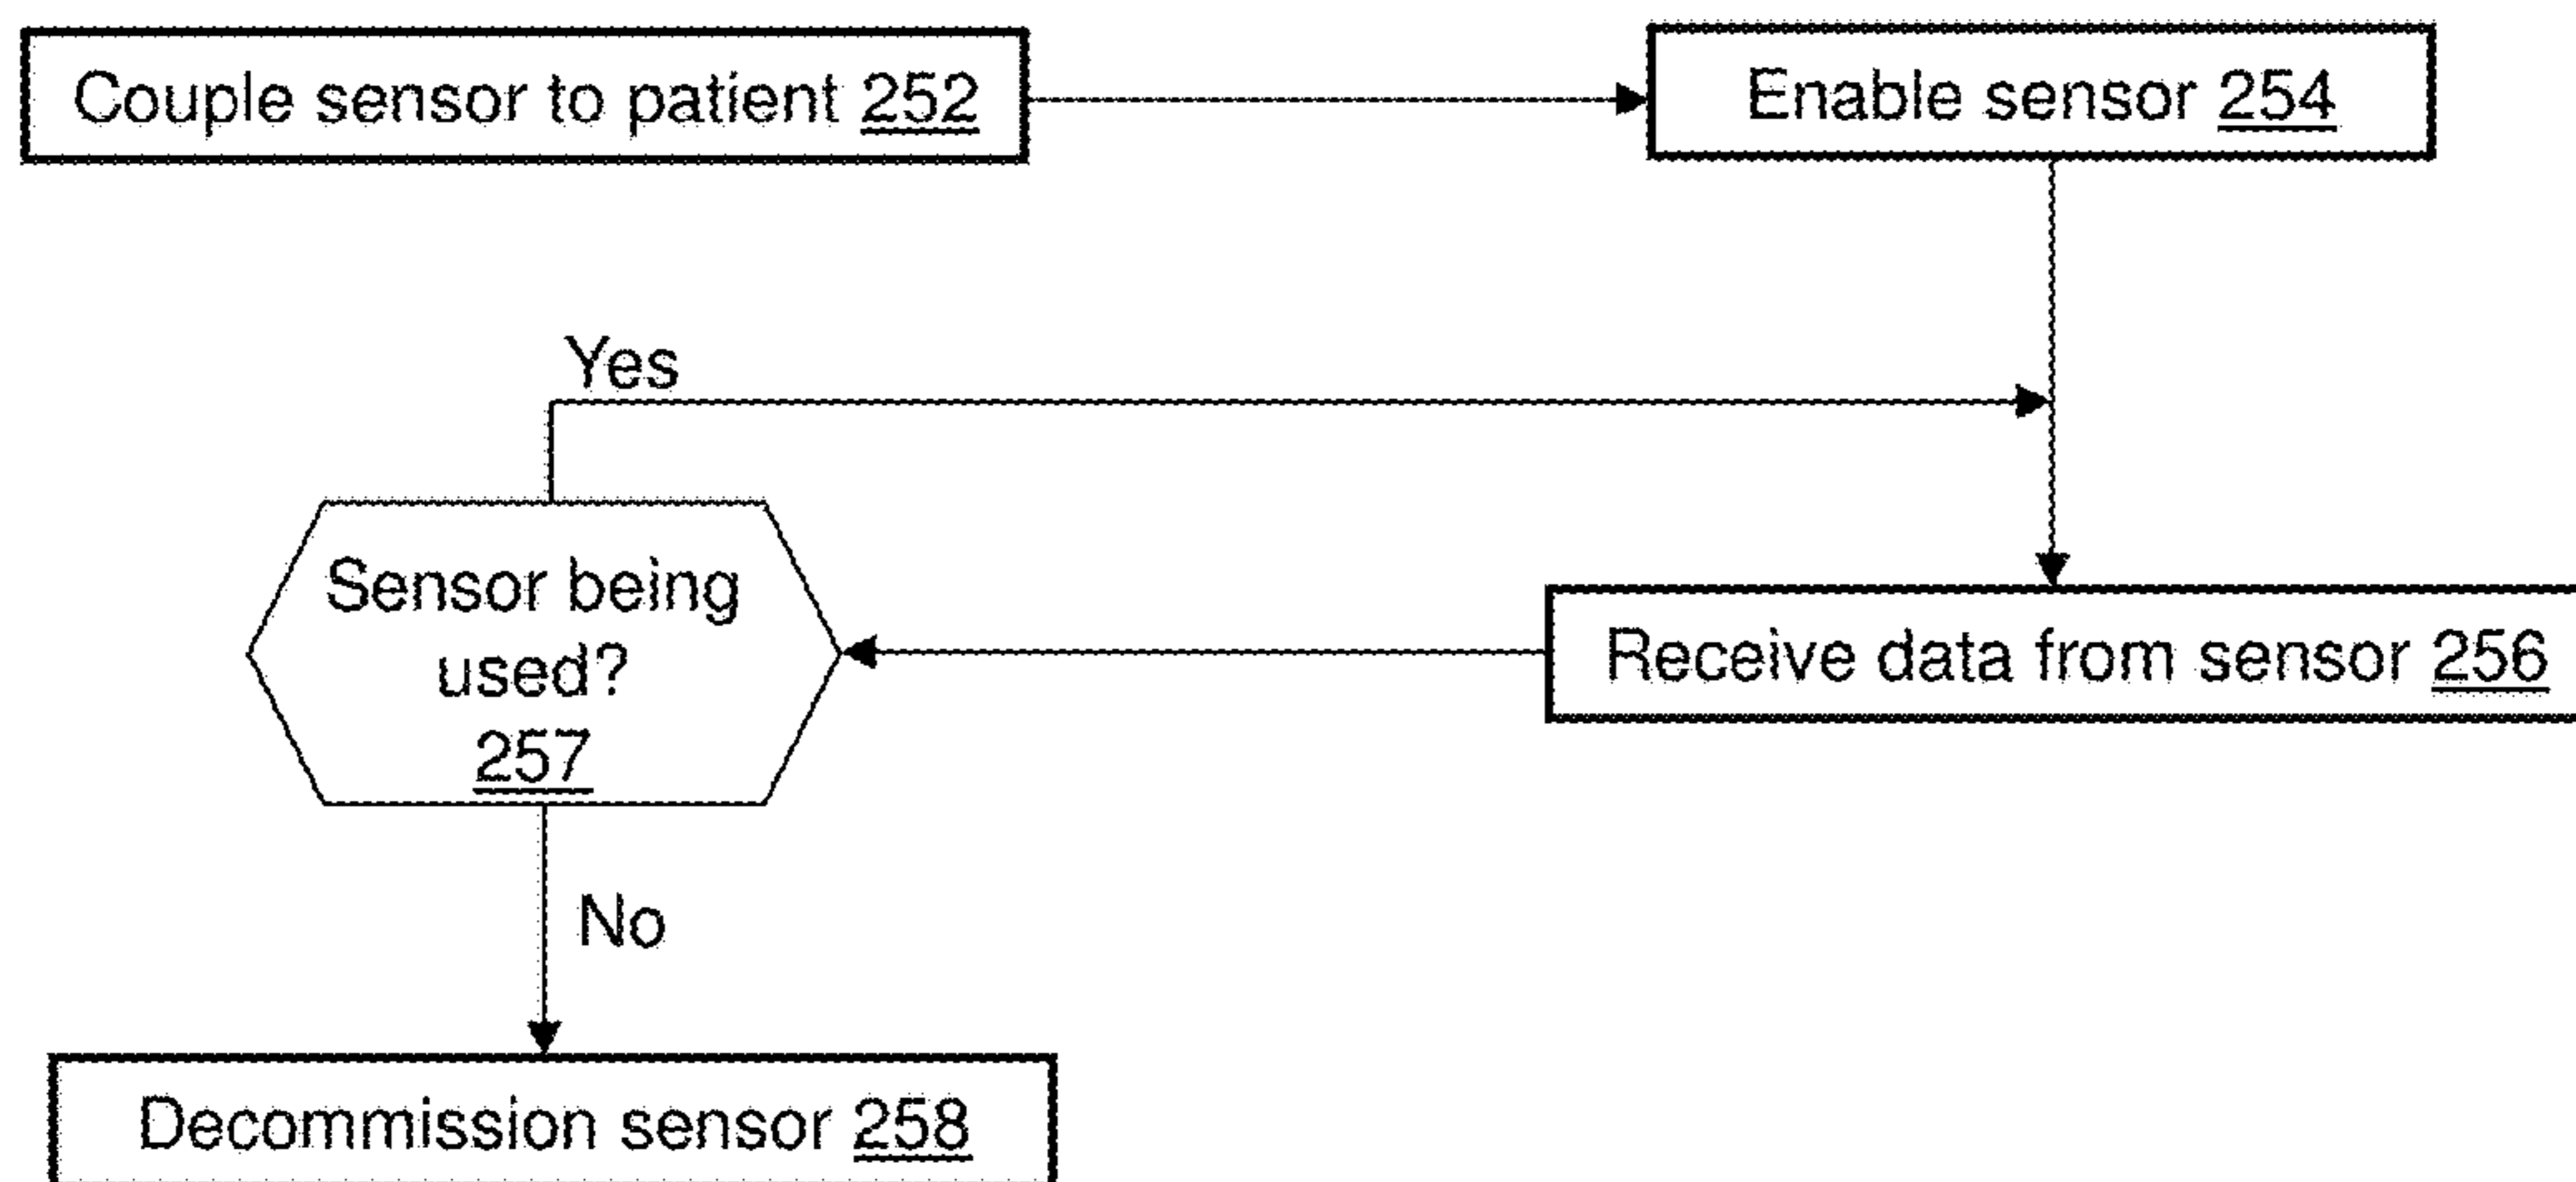 Couple sensor to patient 252
Enable sensor 254
Yes
Sensor being
used?
257
Receive data from sensor 256
No
Decommission sensor 258